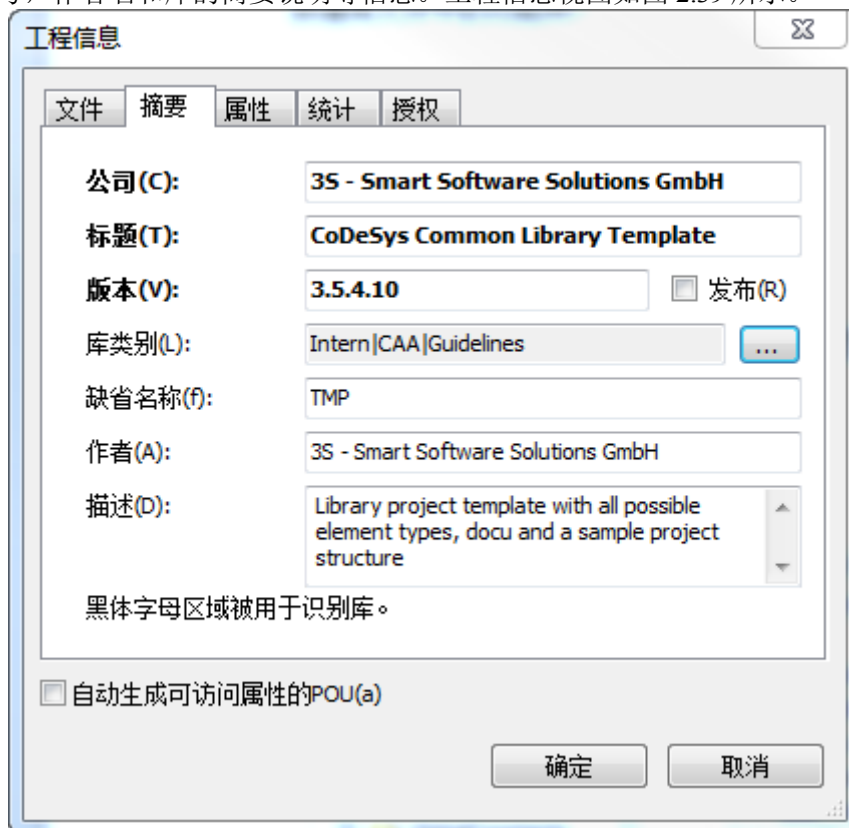 工程信息
文件 摘要 属性 统计 授权
公司(C): 3S - Smart Software Solutions GmbH
标题(T): CoDeSys Common Library Template
版本(V): 3.5.4.10 发布(R)
库类别(L): Intern|CAA|Guidelines ...
缺省名称(f): TMP
作者(A): 3S - Smart Software Solutions GmbH
描述(D): Library project template with all possible
element types, docu and a sample project
structure
黑体字母区域被用于识别库。
自动生成可访问属性的POU(a)
确定 取消